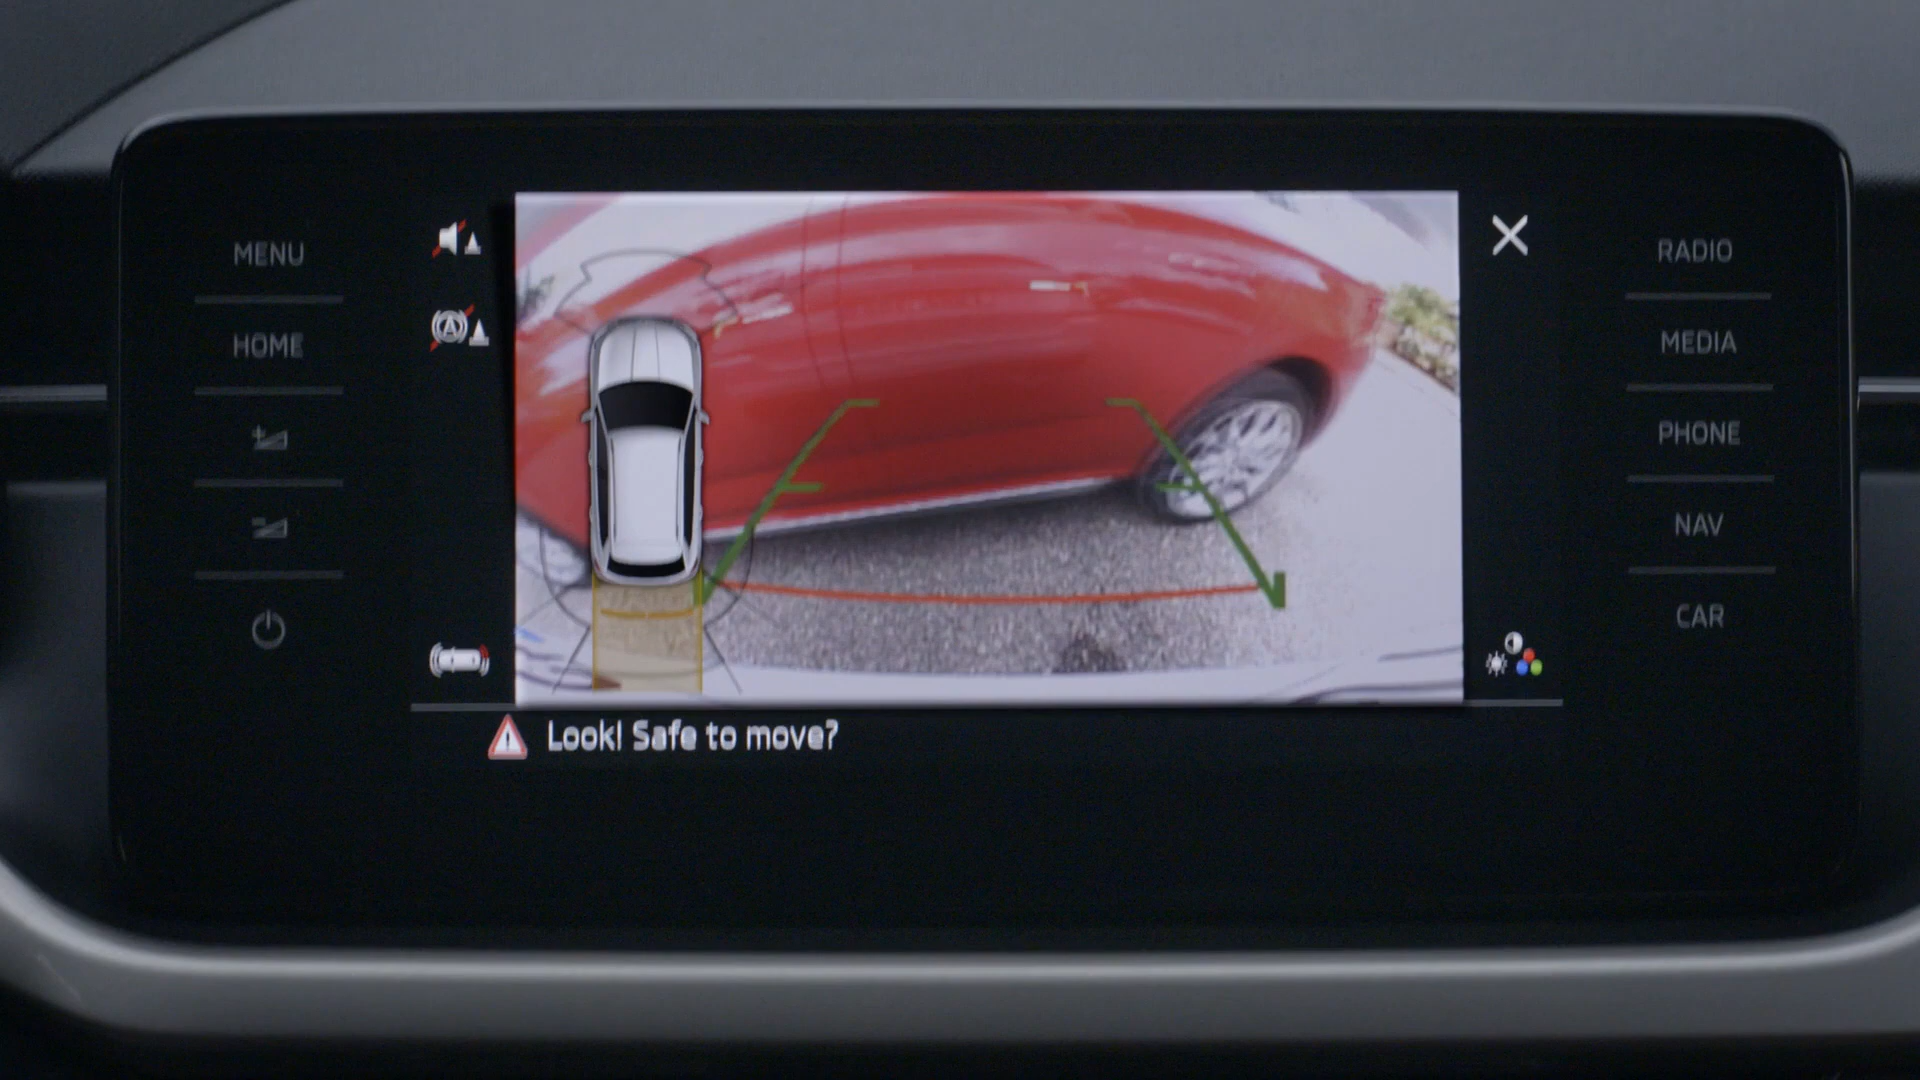 MENU
HOME
RADIO
MEDIA
PHONE
NAV
CAR
Look! Safe to move?